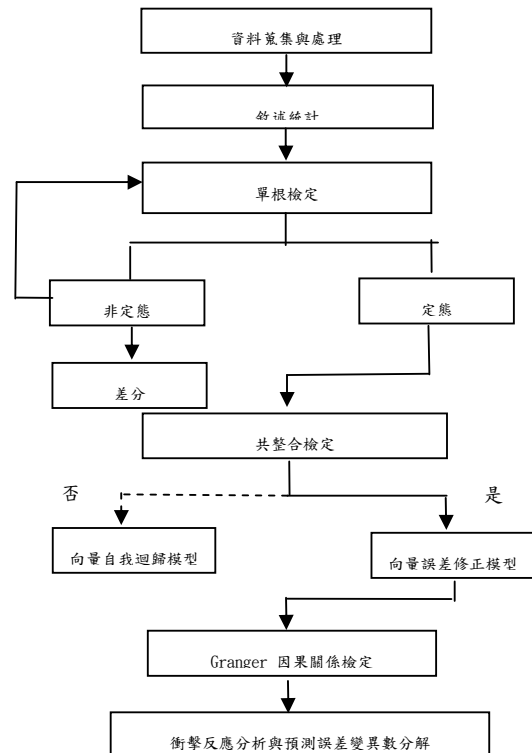 資料蒐集與處理
敘述統計
單根檢定
非定態
定態
差分
共整合檢定
否
是
向量自我迴歸模型
向量誤差修正模型
Granger 因果關係檢定
衝擊反應分析與預測誤差變異數分解